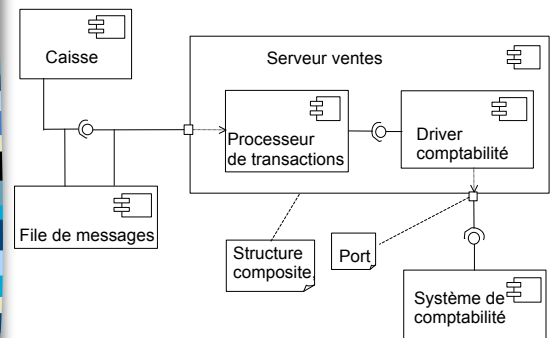 Caisse
Serveur ventes
Processeur
de transactions
Driver
comptabilité
File de messages
Structure
composite
Port
Système de
comptabilité